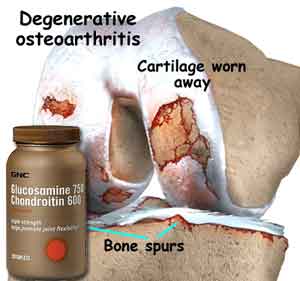 Degenerative
osteoarthritis
Cartilage worn
away
GNC
Glucosamine 750
Chondroitin 600
Bone spurs